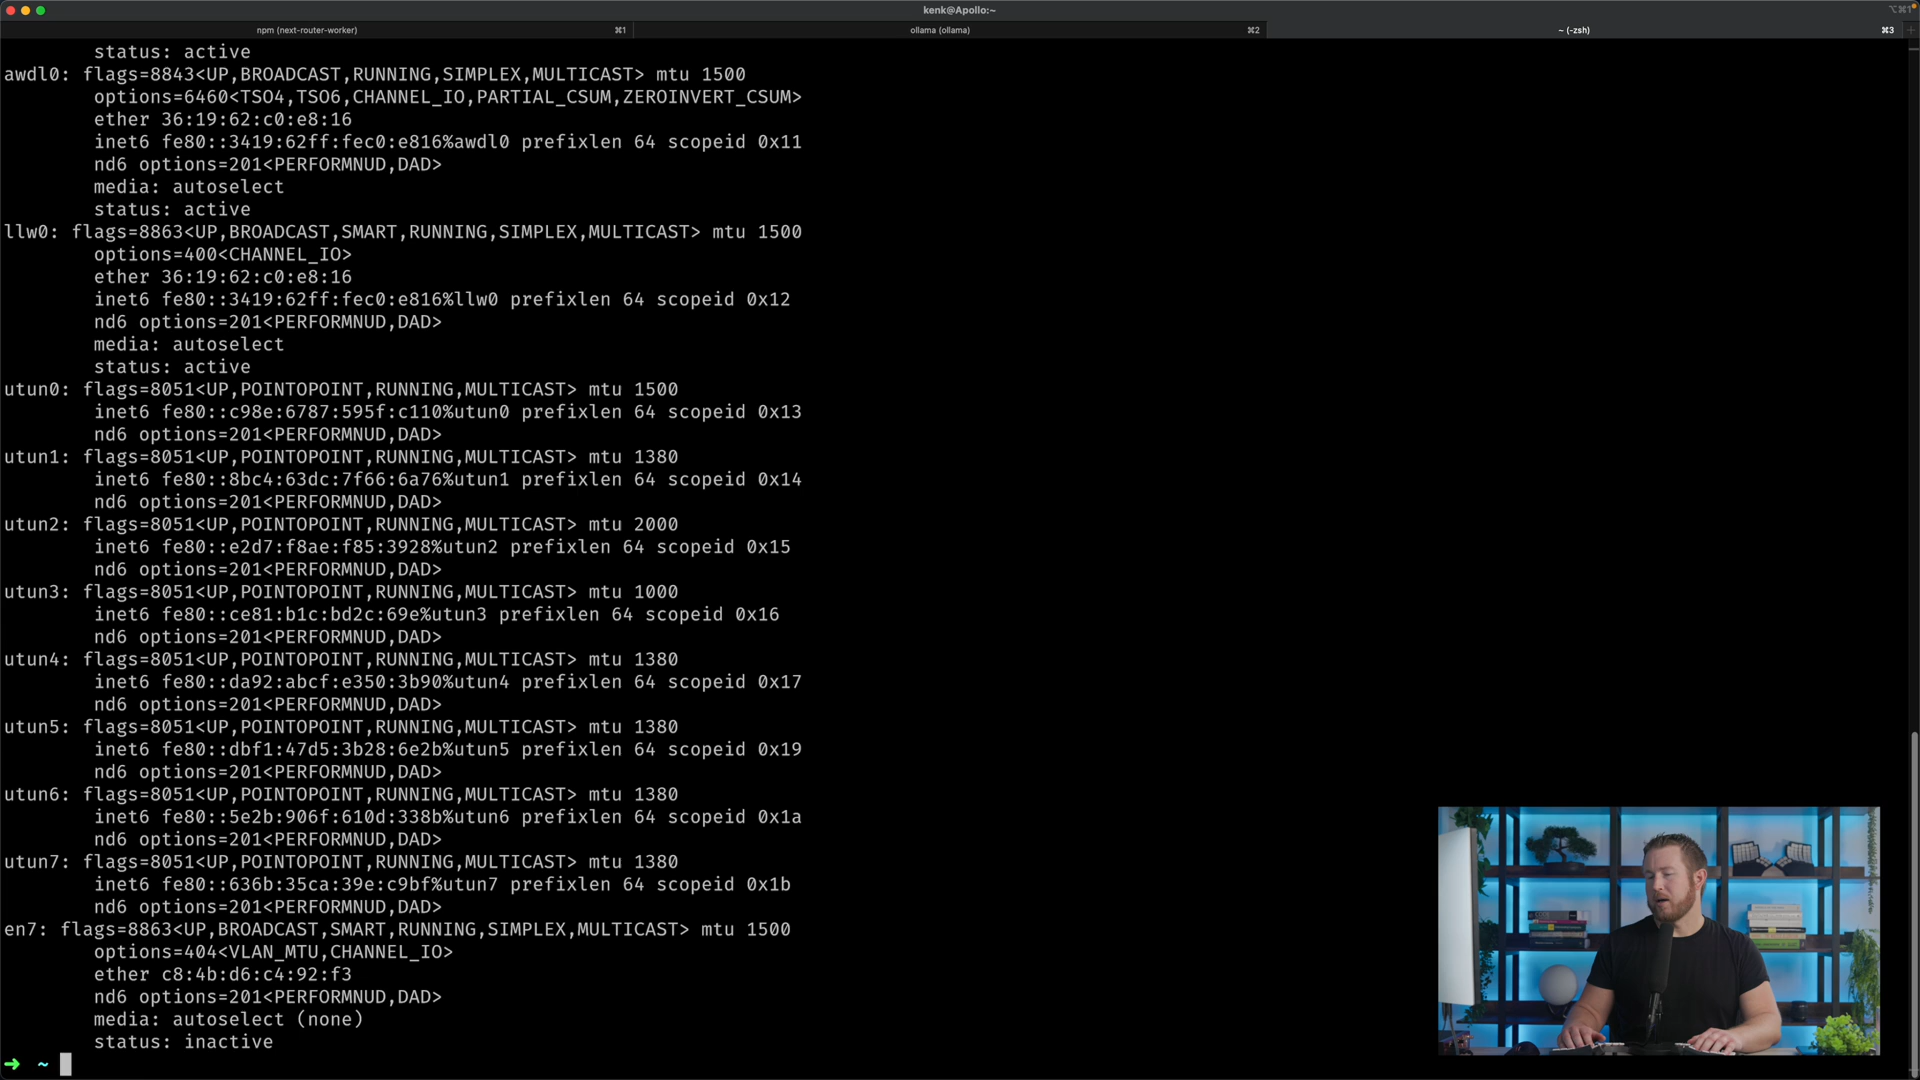 kenk@Apollo:~
⌥⌘1
npm (next-router-worker)
⌘1
ollama (ollama)
⌘2
~ (-zsh)
⌘3
status: active
awdl0: flags=8843<UP,BROADCAST,RUNNING,SIMPLEX,MULTICAST> mtu 1500
options=6460<TSO4,TSO6,CHANNEL_IO,PARTIAL_CSUM,ZEROINVERT_CSUM>
ether 36:19:62:c0:e8:16
inet6 fe80::3419:62ff:fec0:e816%awdl0 prefixlen 64 scopeid 0x11
nd6 options=201<PERFORMNUD,DAD>
media: autoselect
status: active
llw0: flags=8863<UP,BROADCAST,SMART,RUNNING,SIMPLEX,MULTICAST> mtu 1500
options=400<CHANNEL_IO>
ether 36:19:62:c0:e8:16
inet6 fe80::3419:62ff:fec0:e816%llw0 prefixlen 64 scopeid 0x12
nd6 options=201<PERFORMNUD,DAD>
media: autoselect
status: active
utun0: flags=8051<UP,POINTOPOINT,RUNNING,MULTICAST> mtu 1500
inet6 fe80::c98e:6787:595f:c110%utun0 prefixlen 64 scopeid 0x13
nd6 options=201<PERFORMNUD,DAD>
utun1: flags=8051<UP,POINTOPOINT,RUNNING,MULTICAST> mtu 1380
inet6 fe80::8bc4:63dc:7f66:6a76%utun1 prefixlen 64 scopeid 0x14
nd6 options=201<PERFORMNUD,DAD>
utun2: flags=8051<UP,POINTOPOINT,RUNNING,MULTICAST> mtu 2000
inet6 fe80::e2d7:f8ae:f85:3928%utun2 prefixlen 64 scopeid 0x15
nd6 options=201<PERFORMNUD,DAD>
utun3: flags=8051<UP,POINTOPOINT,RUNNING,MULTICAST> mtu 1000
inet6 fe80::ce81:b1c:bd2c:69e%utun3 prefixlen 64 scopeid 0x16
nd6 options=201<PERFORMNUD,DAD>
utun4: flags=8051<UP,POINTOPOINT,RUNNING,MULTICAST> mtu 1380
inet6 fe80::da92:abcf:e350:3b90%utun4 prefixlen 64 scopeid 0x17
nd6 options=201<PERFORMNUD,DAD>
utun5: flags=8051<UP,POINTOPOINT,RUNNING,MULTICAST> mtu 1380
inet6 fe80::dbf1:47d5:3b28:6e2b%utun5 prefixlen 64 scopeid 0x19
nd6 options=201<PERFORMNUD,DAD>
utun6: flags=8051<UP,POINTOPOINT,RUNNING,MULTICAST> mtu 1380
inet6 fe80::5e2b:906f:610d:338b%utun6 prefixlen 64 scopeid 0x1a
nd6 options=201<PERFORMNUD,DAD>
utun7: flags=8051<UP,POINTOPOINT,RUNNING,MULTICAST> mtu 1380
inet6 fe80::636b:35ca:39e:c9bf%utun7 prefixlen 64 scopeid 0x1b
nd6 options=201<PERFORMNUD,DAD>
en7: flags=8863<UP,BROADCAST,SMART,RUNNING,SIMPLEX,MULTICAST> mtu 1500
options=404<VLAN_MTU,CHANNEL_IO>
ether c8:4b:d6:c4:92:f3
nd6 options=201<PERFORMNUD,DAD>
media: autoselect (none)
status: inactive
➜ ~